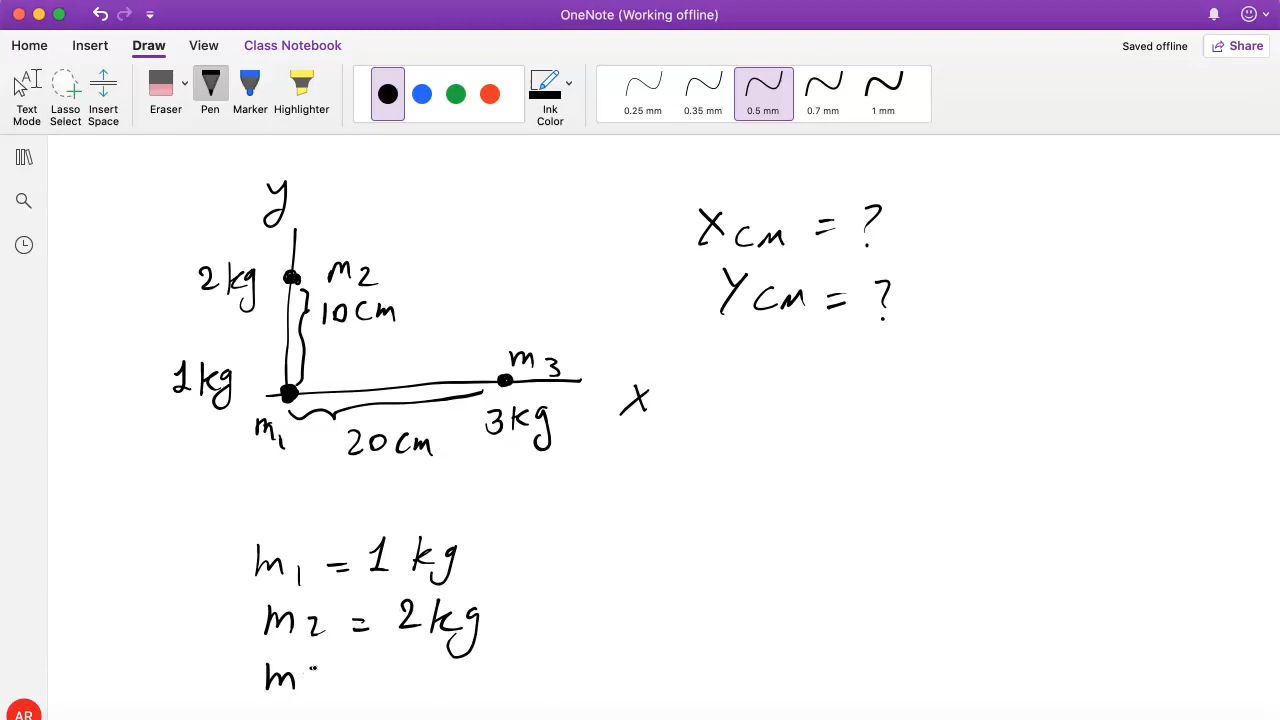 OneNote (Working offline)
Home Insert Draw View Class Notebook
Saved offline Share
Text Mode
Lasso Select
Insert Space
Eraser
Pen
Marker
Highlighter
Ink Color
0.25 mm
0.35 mm
0.5 mm
0.7 mm
1 mm
y
2 kg m2
10 cm
1 kg
m1
20 cm
m3
3 kg
x
XCM = ?
YCM = ?
m1 = 1 kg
m2 = 2 kg
m
AR